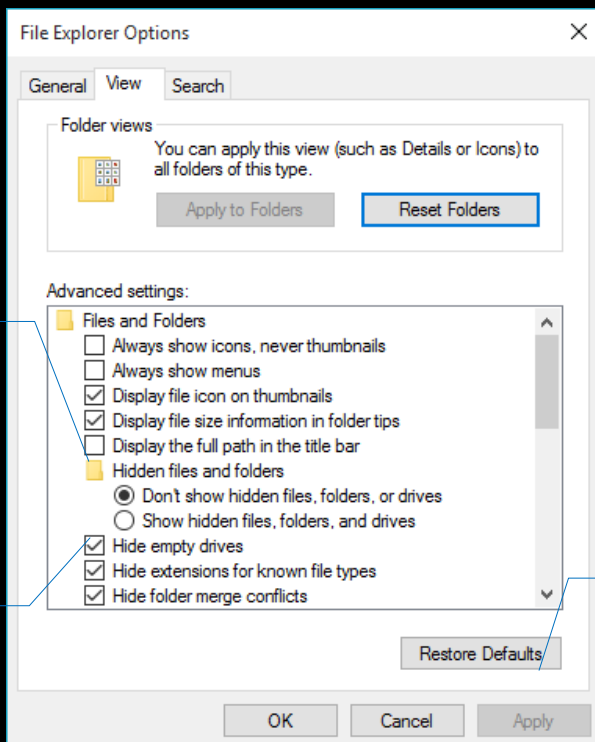 File Explorer Options
General View Search
Folder views
You can apply this view (such as Details or Icons) to
all folders of this type.
Apply to Folders Reset Folders
Advanced settings:
Files and Folders
Always show icons, never thumbnails
Always show menus
Display file icon on thumbnails
Display file size information in folder tips
Display the full path in the title bar
Hidden files and folders
Don't show hidden files, folders, or drives
Show hidden files, folders, and drives
Hide empty drives
Hide extensions for known file types
Hide folder merge conflicts
Restore Defaults
OK Cancel Apply